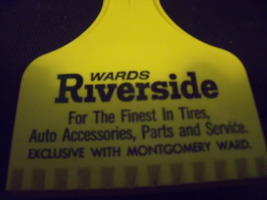 WARDS
Riverside
For The Finest In Tires,
Auto Accessories, Parts and Service.
EXCLUSIVE WITH MONTGOMERY WARD.